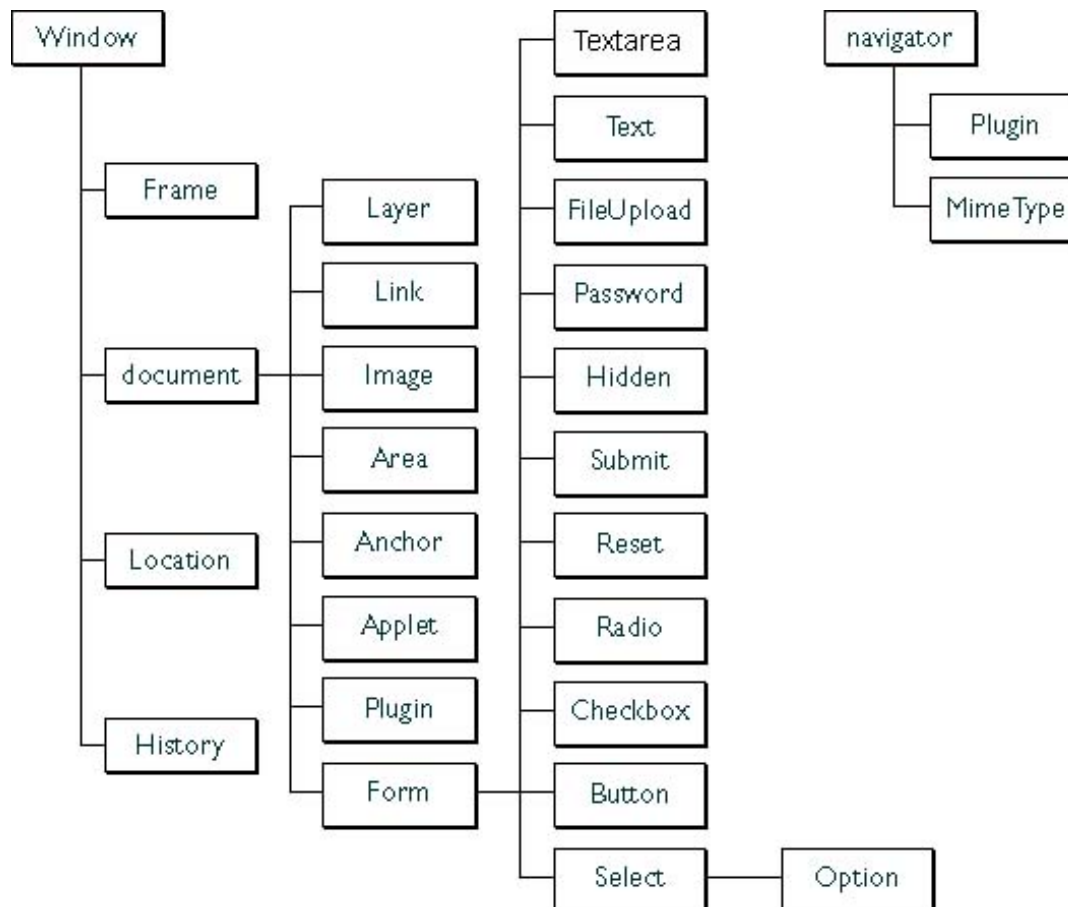 Window
Frame
document
Location
History
Layer
Link
Image
Area
Anchor
Applet
Plugin
Form
Textarea
Text
FileUpload
Password
Hidden
Submit
Reset
Radio
Checkbox
Button
Select
Option
navigator
Plugin
MimeType